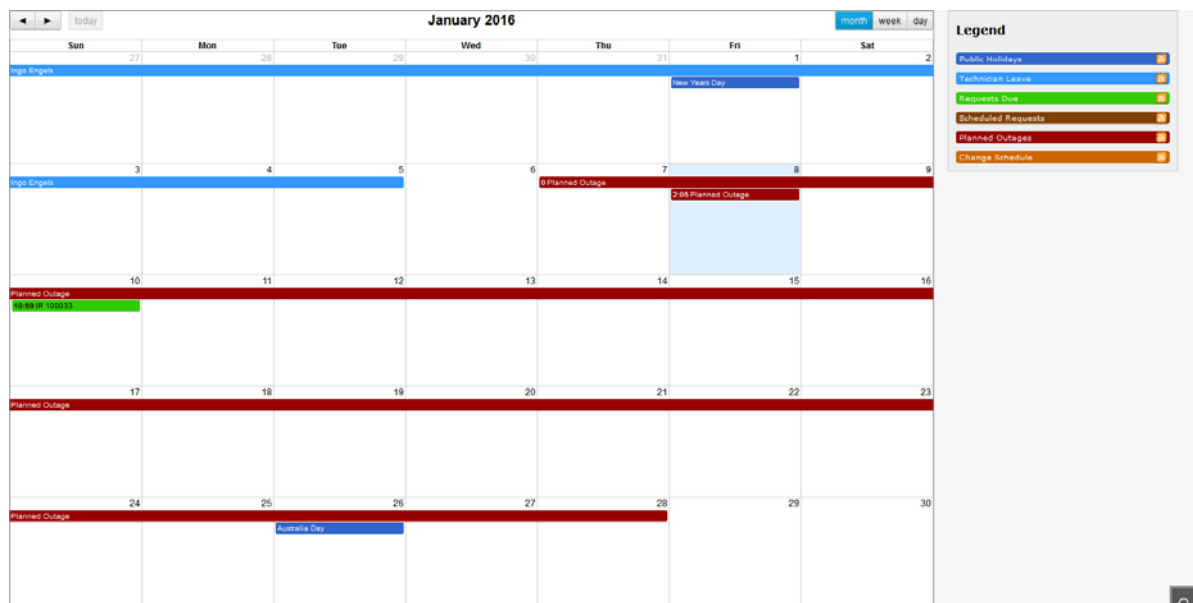 ◄ ► today January 2016 month week day
Sun Mon Tue Wed Thu Fri Sat
27 28 29 30 31 1 2
Ingo Engels
New Years Day
3 4 5 6 7 8 9
Ingo Engels 0 Planned Outage
2:05 Planned Outage
10 11 12 13 14 15 16
Planned Outage
10:59 IR 100033
17 18 19 20 21 22 23
Planned Outage
24 25 26 27 28 29 30
Planned Outage
Australia Day
Legend
Public Holidays
Technician Leave
Requests Due
Scheduled Requests
Planned Outages
Change Schedule